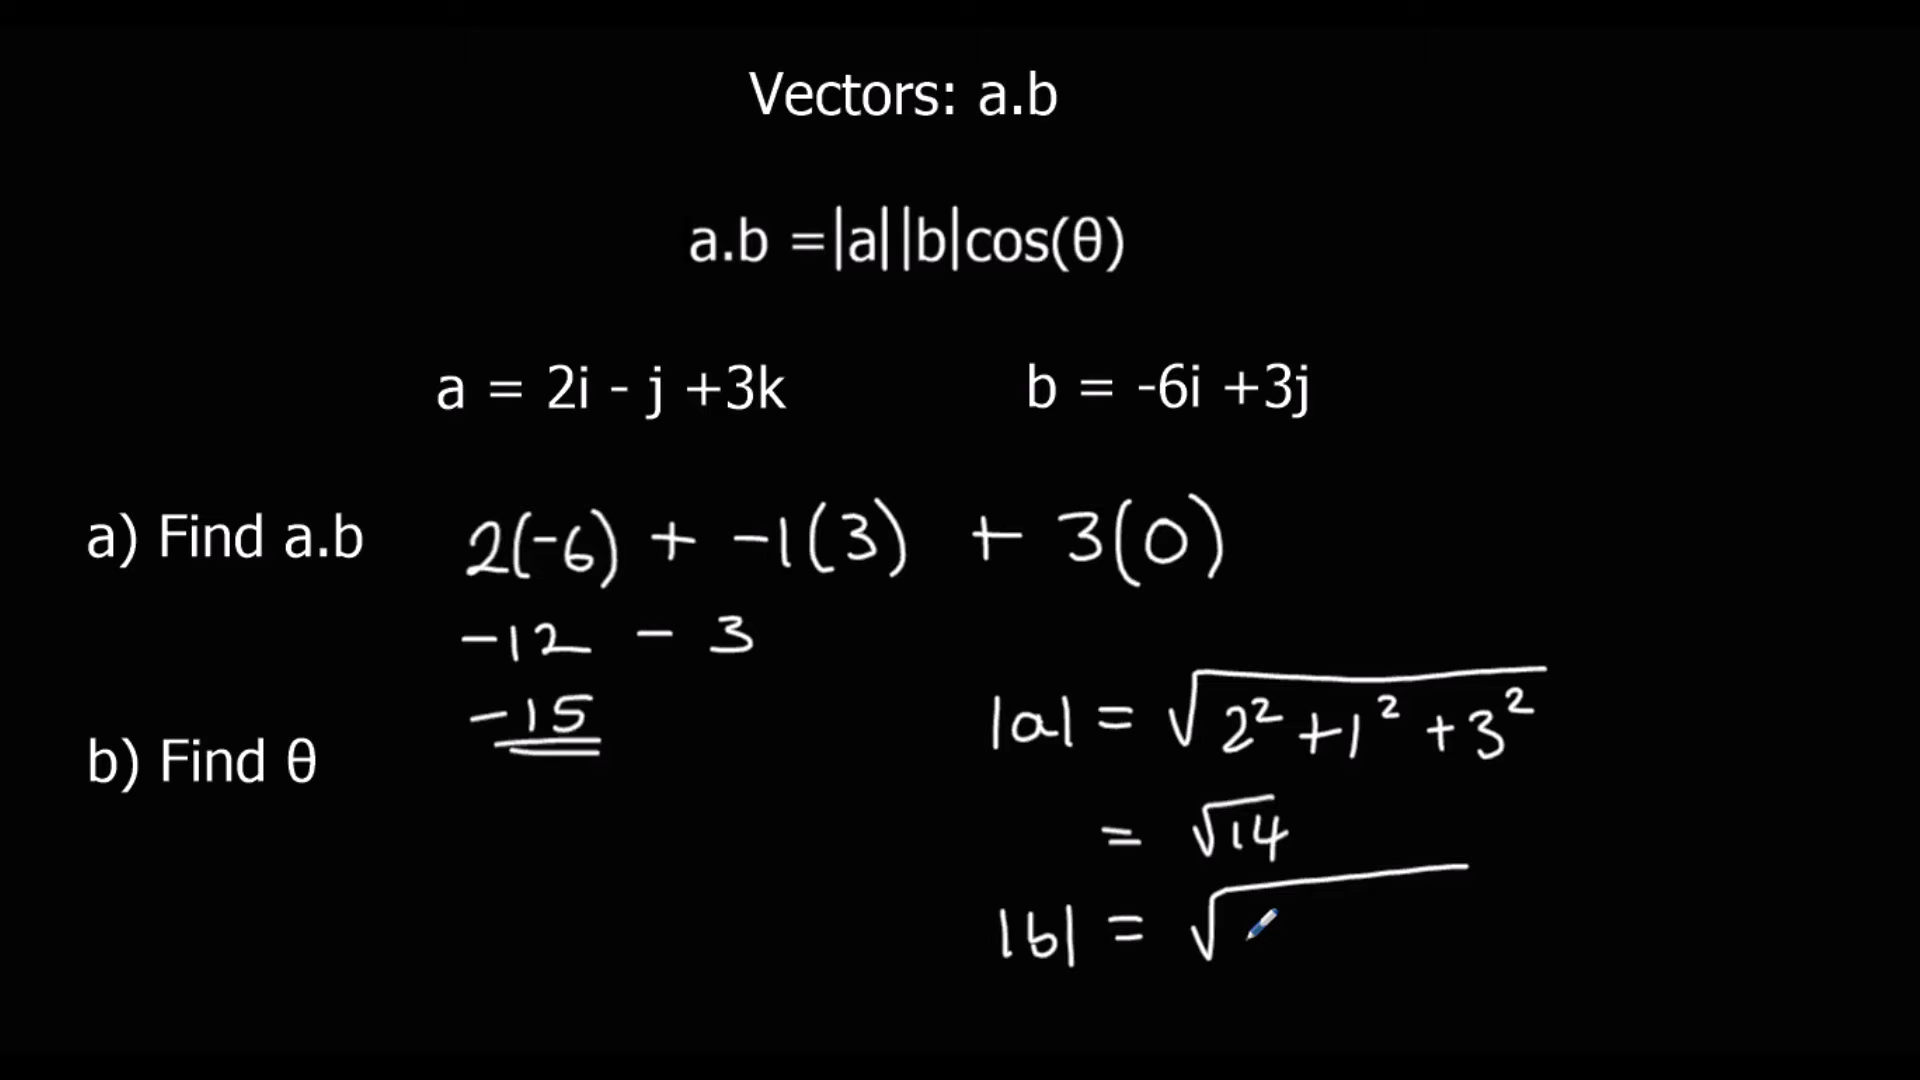 Vectors: a.b
a.b =|a||b|cos(θ)
a = 2i - j +3k b = -6i +3j
a) Find a.b 2(-6) + -1(3) + 3(0)
-12 - 3
-15
|a| = √2² +1² +3²
b) Find θ
= √14
|b| = √